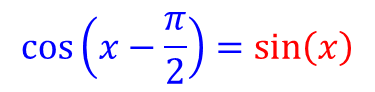 cos(x − π/2) = sin(x)